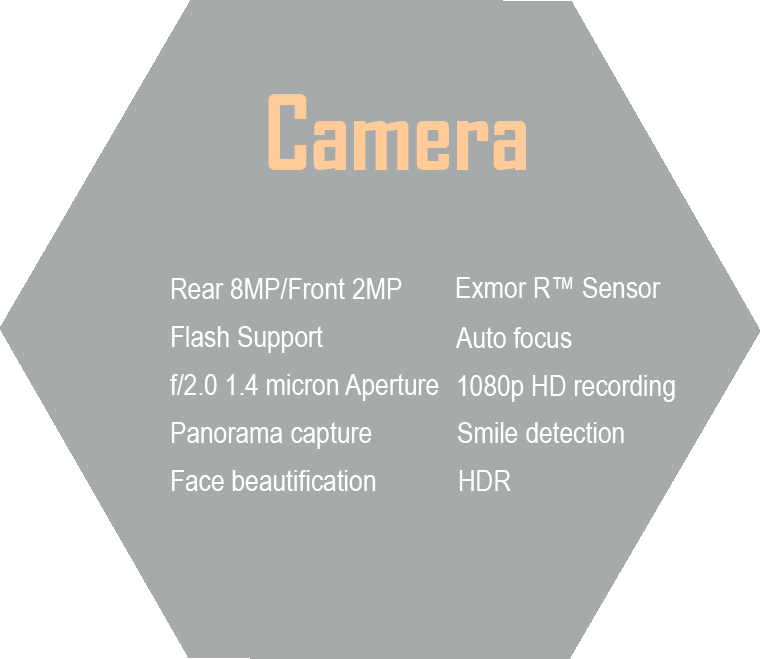 Camera
Rear 8MP/Front 2MP
Flash Support
f/2.0 1.4 micron Aperture
Panorama capture
Face beautification
Exmor R™ Sensor
Auto focus
1080p HD recording
Smile detection
HDR